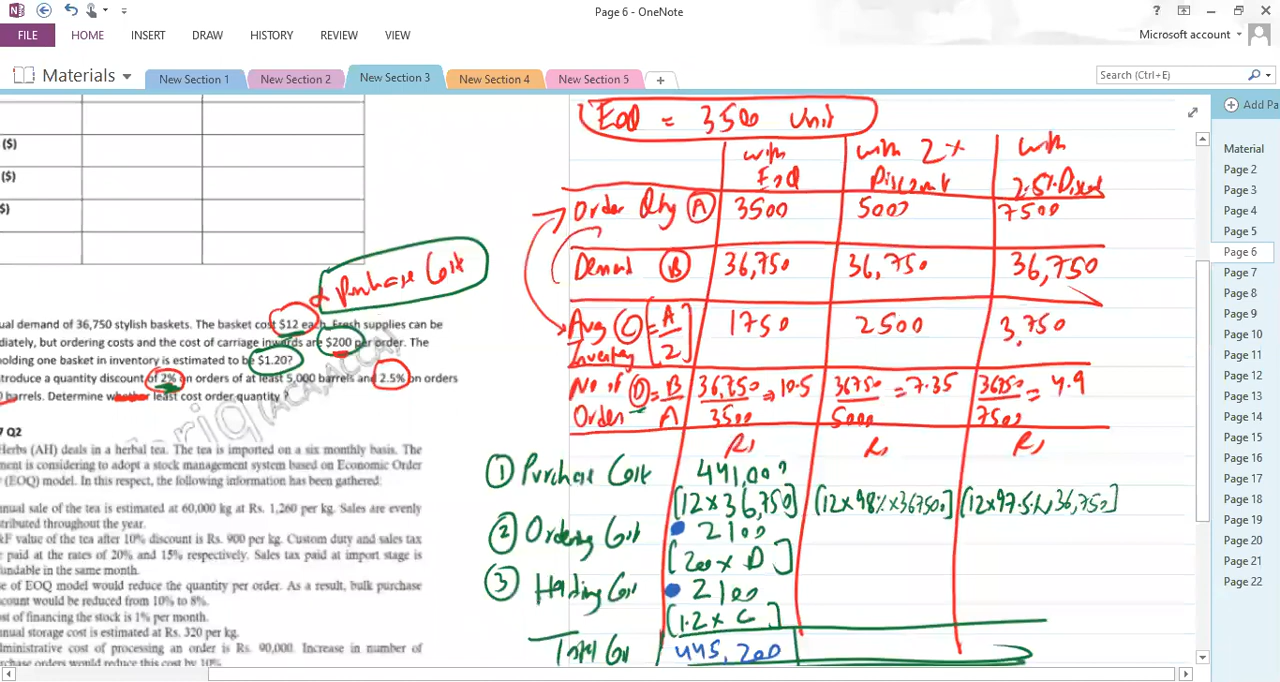 Page 6 - OneNote
Microsoft account
FILE HOME INSERT DRAW HISTORY REVIEW VIEW
Materials New Section 1 New Section 2 New Section 3 New Section 4 New Section 5
Search (Ctrl+E)
Add Pa
Material
Page 2
Page 3
Page 4
Page 5
Page 6
Page 7
Page 8
Page 9
Page 10
Page 11
Page 12
Page 13
Page 14
Page 15
Page 16
Page 17
Page 18
Page 19
Page 20
Page 21
Page 22
($)
($)
$)
Purchase Cost
ual demand of 36,750 stylish baskets. The basket cost $12 each. Fresh supplies can be
diately, but ordering costs and the cost of carriage inwards are $200 per order. The
holding one basket in inventory is estimated to be $1.20?
troduce a quantity discount of 2% on orders of at least 5,000 barrels and 2.5% on orders
barrels. Determine whether least cost order quantity ?
(ACA, ACCA)
7 Q2
Herbs (AH) deals in a herbal tea. The tea is imported on a six monthly basis. The
ment is considering to adopt a stock management system based on Economic Order
(EOQ) model. In this respect, the following information has been gathered:
nnual sale of the tea is estimated at 60,000 kg at Rs. 1,260 per kg. Sales are evenly
tributed throughout the year.
kF value of the tea after 10% discount is Rs. 900 per kg. Custom duty and sales tax
paid at the rates of 20% and 15% respectively. Sales tax paid at import stage is
undable in the same month.
se of EOQ model would reduce the quantity per order. As a result, bulk purchase
count would be reduced from 10% to 8%.
st of financing the stock is 1% per month.
nnual storage cost is estimated at Rs. 320 per kg.
dministrative cost of processing an order is Rs. 90,000. Increase in number of
rchase orders would reduce this cost by 10%
EOQ = 3500 Unit
with EOQ with 2% Discount with 2.5% Discount
Order Qty (A) 3500 5000 7500
Demand (B) 36,750 36,750 36,750
Avg Inventory (C) = [A/2] 1750 2500 3,750
No of Order (D) = B/A 36,750/3500 = 10.5 36750/5000 = 7.35 36750/7500 = 4.9
Rs Rs Rs
① Purchase Cost 441,000
[12 x 36,750] [12 x 98% x 36750] [12 x 97.5% x 36,750]
② Ordering Cost 2100
[200 x D]
③ Holding Cost 2100
[1.2 x C]
Total 445,200